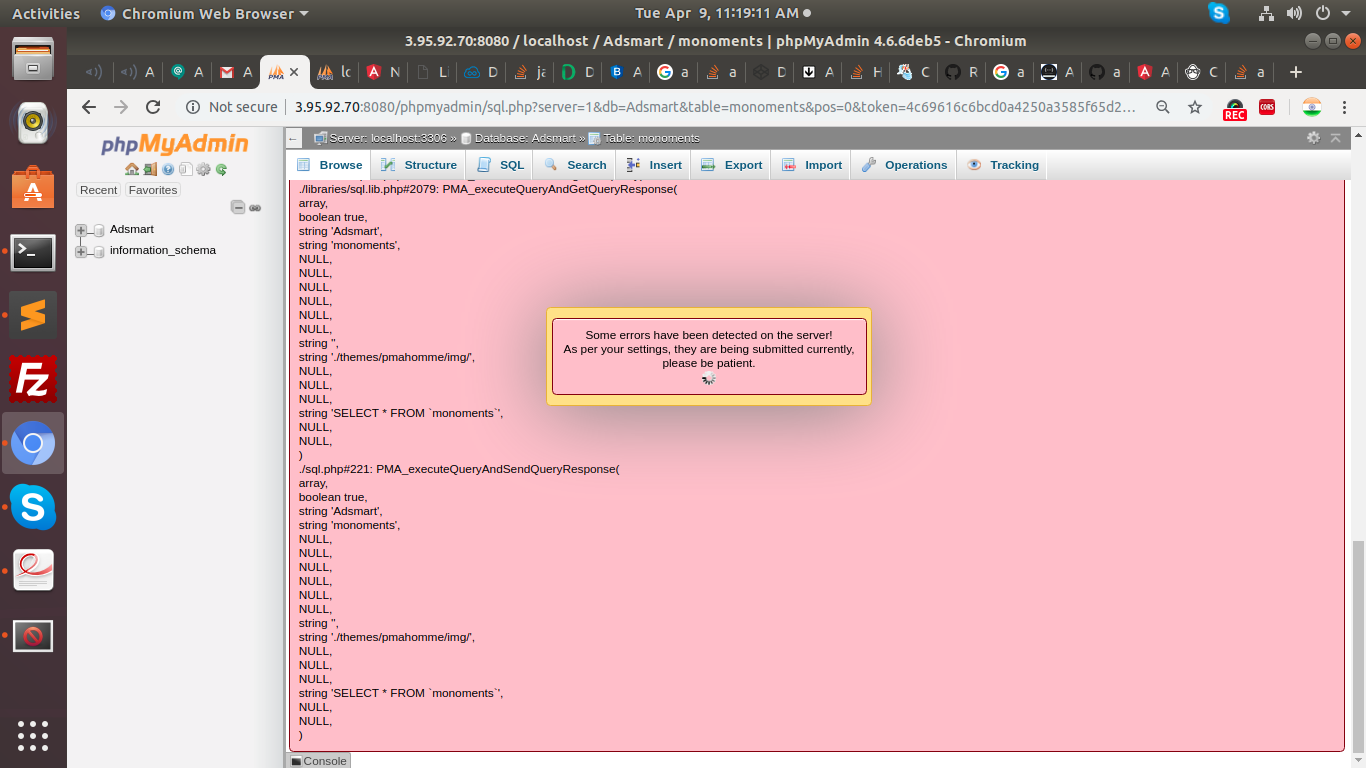 Activities
Chromium Web Browser
Tue Apr 9, 11:19:11 AM
3.95.92.70:8080 / localhost / Adsmart / monoments | phpMyAdmin 4.6.6deb5 - Chromium
A A A A lo N Li D ja D D A a a D A H C R a A A A C a
Not secure 3.95.92.70:8080/phpmyadmin/sql.php?server=1&db=Adsmart&table=monoments&pos=0&token=4c69616c6bcd0a4250a3585f65d2...
REC
CORS
phpMyAdmin
Recent Favorites
Adsmart
information_schema
Server: localhost:3306 » Database: Adsmart » Table: monoments
Browse Structure SQL Search Insert Export Import Operations Tracking
./libraries/sql.lib.php#2079: PMA_executeQueryAndGetQueryResponse(
array,
boolean true,
string 'Adsmart',
string 'monoments',
NULL,
NULL,
NULL,
NULL,
NULL,
NULL,
string '',
string './themes/pmahomme/img/',
NULL,
NULL,
NULL,
string 'SELECT * FROM `monoments`',
NULL,
NULL,
)
./sql.php#221: PMA_executeQueryAndSendQueryResponse(
array,
boolean true,
string 'Adsmart',
string 'monoments',
NULL,
NULL,
NULL,
NULL,
NULL,
NULL,
string '',
string './themes/pmahomme/img/',
NULL,
NULL,
NULL,
string 'SELECT * FROM `monoments`',
NULL,
NULL,
)
Some errors have been detected on the server!
As per your settings, they are being submitted currently,
please be patient.
Console